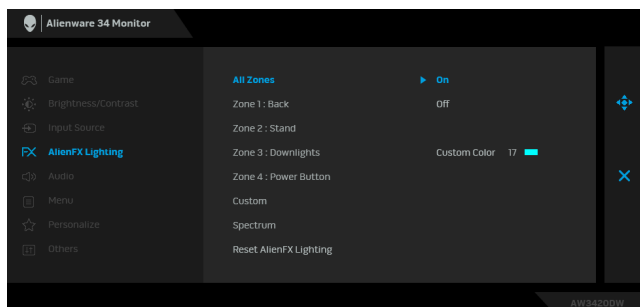 Alienware 34 Monitor
Game
Brightness/Contrast
Input Source
FX AlienFX Lighting
Audio
Menu
Personalize
Others
All Zones On
Zone 1 : Back Off
Zone 2 : Stand
Zone 3 : Downlights Custom Color 17
Zone 4 : Power Button
Custom
Spectrum
Reset AlienFX Lighting
AW3420DW